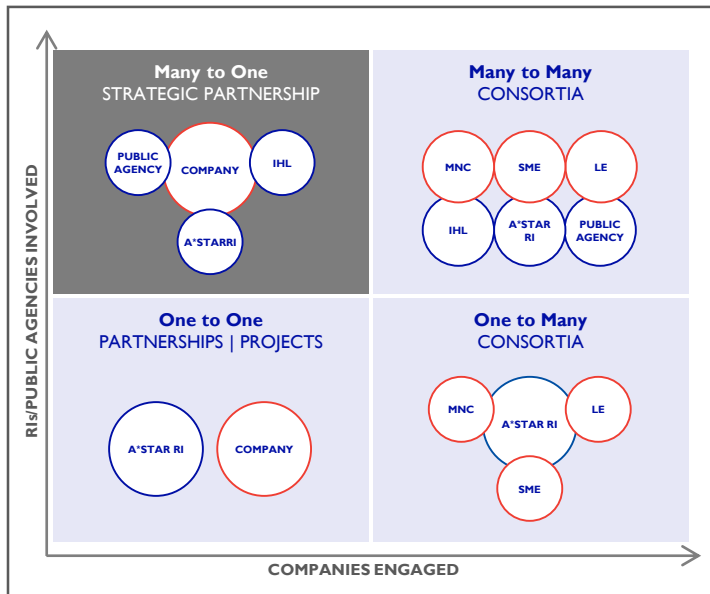 Many to One
STRATEGIC PARTNERSHIP
PUBLIC
AGENCY
COMPANY
IHL
A*STARRI
Many to Many
CONSORTIA
MNC
SME
LE
IHL
A*STAR
RI
PUBLIC
AGENCY
One to One
PARTNERSHIPS | PROJECTS
A*STAR RI
COMPANY
One to Many
CONSORTIA
MNC
A*STAR RI
LE
SME
RIs/PUBLIC AGENCIES INVOLVED
COMPANIES ENGAGED